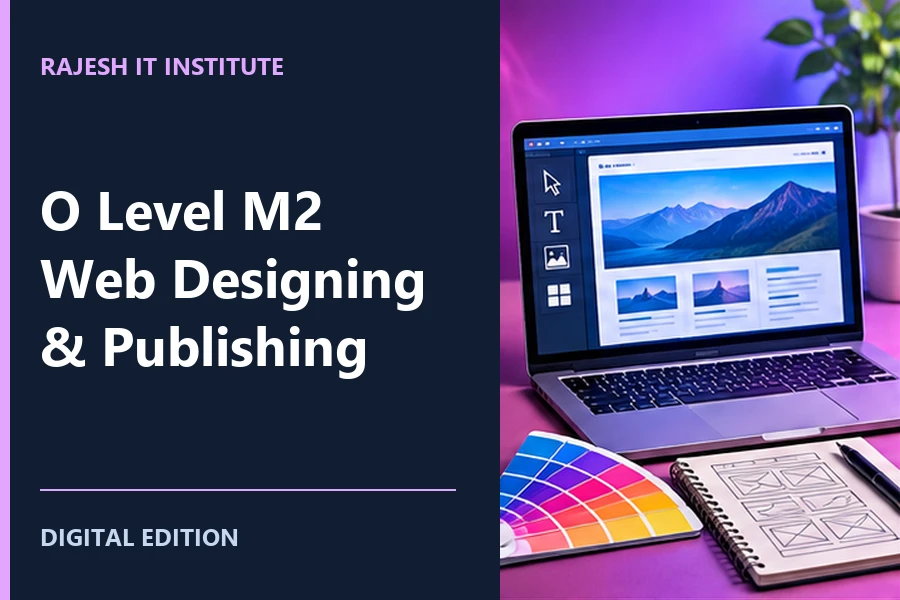 RAJESH IT INSTITUTE
O Level M2
Web Designing
& Publishing
DIGITAL EDITION
T